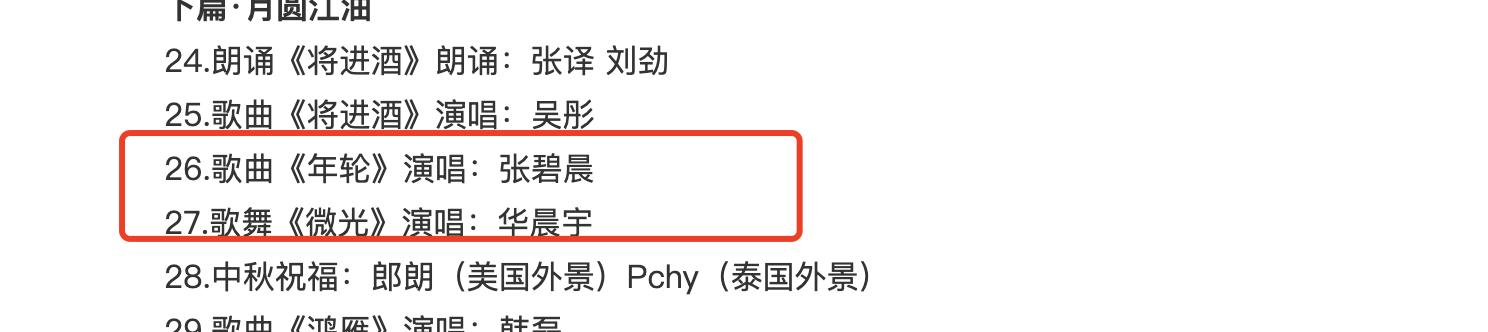 下篇·月圆江油
24.朗诵《将进酒》朗诵：张译 刘劲
25.歌曲《将进酒》演唱：吴彤
26.歌曲《年轮》演唱：张碧晨
27.歌舞《微光》演唱：华晨宇
28.中秋祝福：郎朗（美国外景）Pchy（泰国外景）
29.歌曲《鸿雁》演唱：韩磊